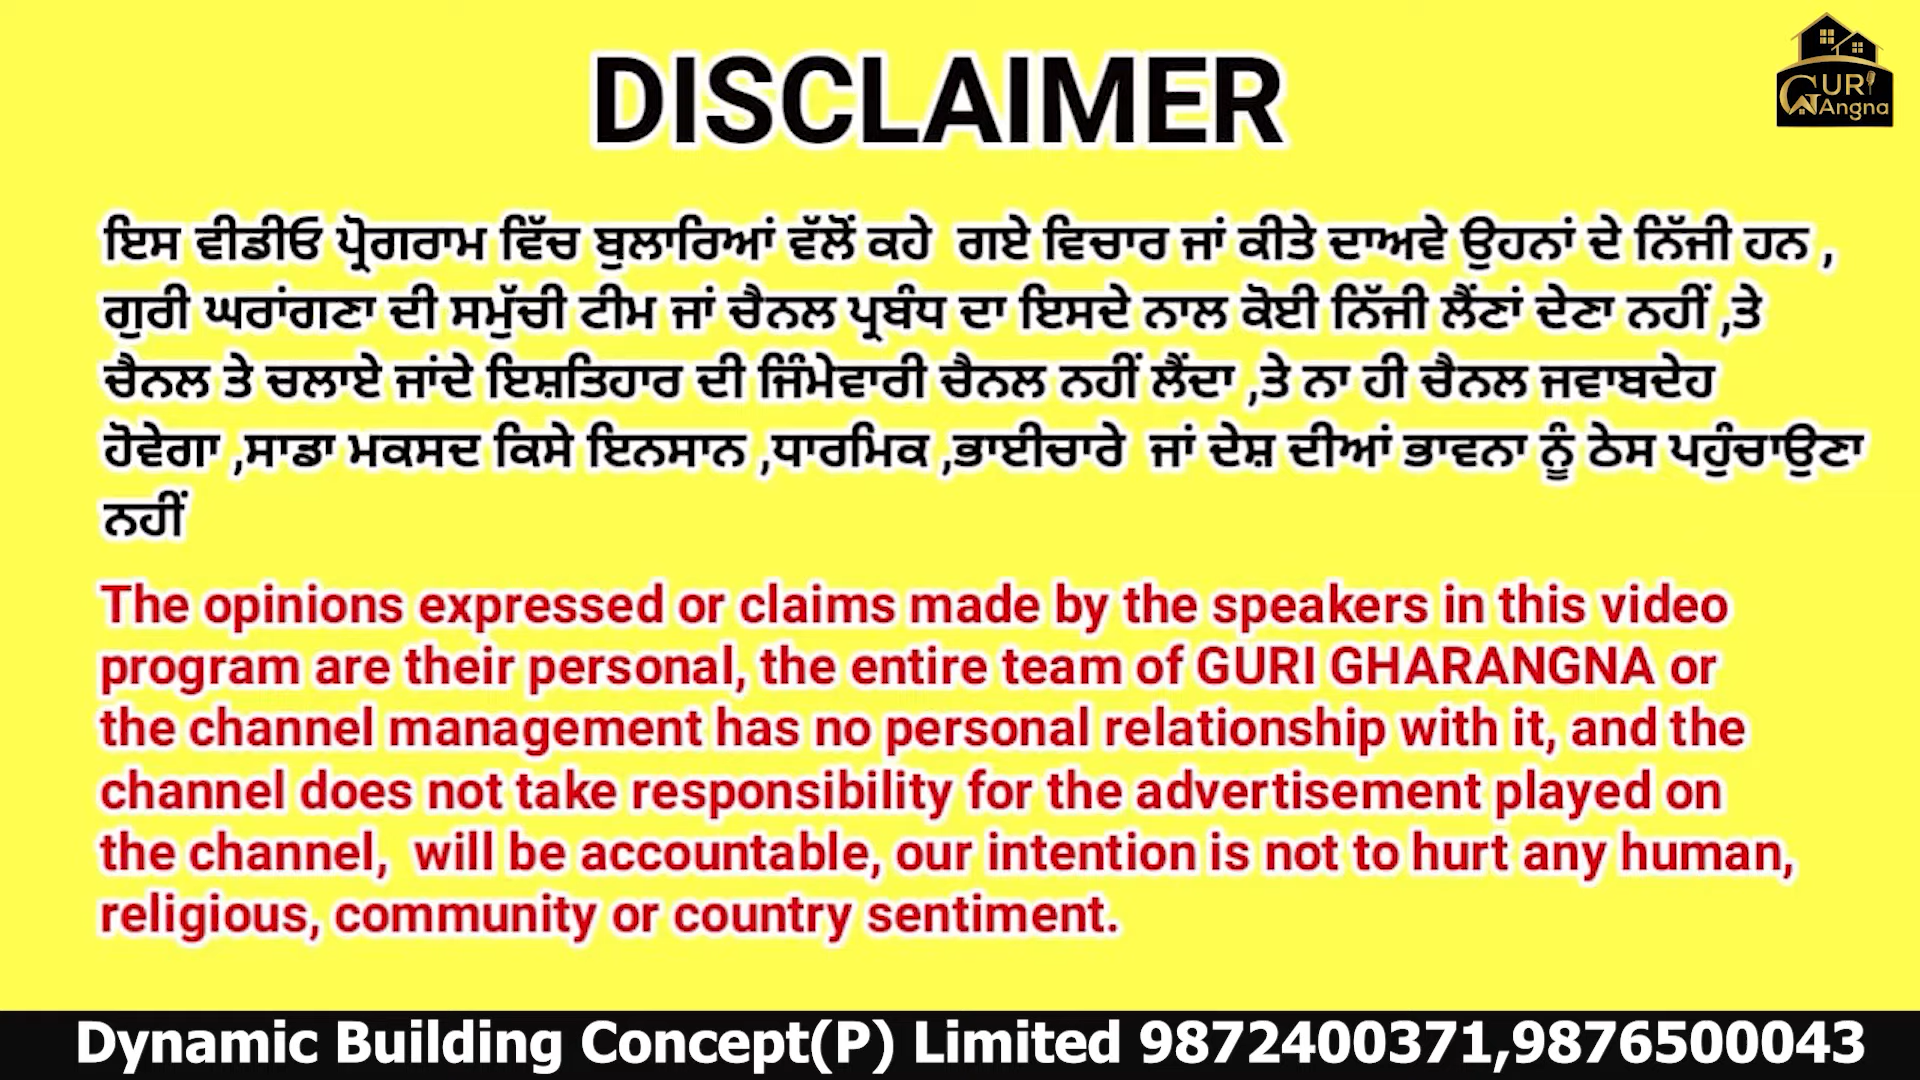 GURI
Angna
DISCLAIMER
ਇਸ ਵੀਡੀਓ ਪ੍ਰੋਗਰਾਮ ਵਿੱਚ ਬੁਲਾਰਿਆਂ ਵੱਲੋਂ ਕਹੇ ਗਏ ਵਿਚਾਰ ਜਾਂ ਕੀਤੇ ਦਾਅਵੇ ਉਹਨਾਂ ਦੇ ਨਿੱਜੀ ਹਨ ,
ਗੁਰੀ ਘਰਾਂਗਣਾ ਦੀ ਸਮੁੱਚੀ ਟੀਮ ਜਾਂ ਚੈਨਲ ਪ੍ਰਬੰਧ ਦਾ ਇਸਦੇ ਨਾਲ ਕੋਈ ਨਿੱਜੀ ਲੈਂਣਾਂ ਦੇਣਾ ਨਹੀਂ ,ਤੇ
ਚੈਨਲ ਤੇ ਚਲਾਏ ਜਾਂਦੇ ਇਸ਼ਤਿਹਾਰ ਦੀ ਜਿੰਮੇਵਾਰੀ ਚੈਨਲ ਨਹੀਂ ਲੈਂਦਾ ,ਤੇ ਨਾ ਹੀ ਚੈਨਲ ਜਵਾਬਦੇਹ
ਹੋਵੇਗਾ ,ਸਾਡਾ ਮਕਸਦ ਕਿਸੇ ਇਨਸਾਨ ,ਧਾਰਮਿਕ ,ਭਾਈਚਾਰੇ ਜਾਂ ਦੇਸ਼ ਦੀਆਂ ਭਾਵਨਾ ਨੂੰ ਠੇਸ ਪਹੁੰਚਾਉਣਾ
ਨਹੀਂ
The opinions expressed or claims made by the speakers in this video
program are their personal, the entire team of GURI GHARANGNA or
the channel management has no personal relationship with it, and the
channel does not take responsibility for the advertisement played on
the channel, will be accountable, our intention is not to hurt any human,
religious, community or country sentiment.
Dynamic Building Concept(P) Limited 9872400371,9876500043